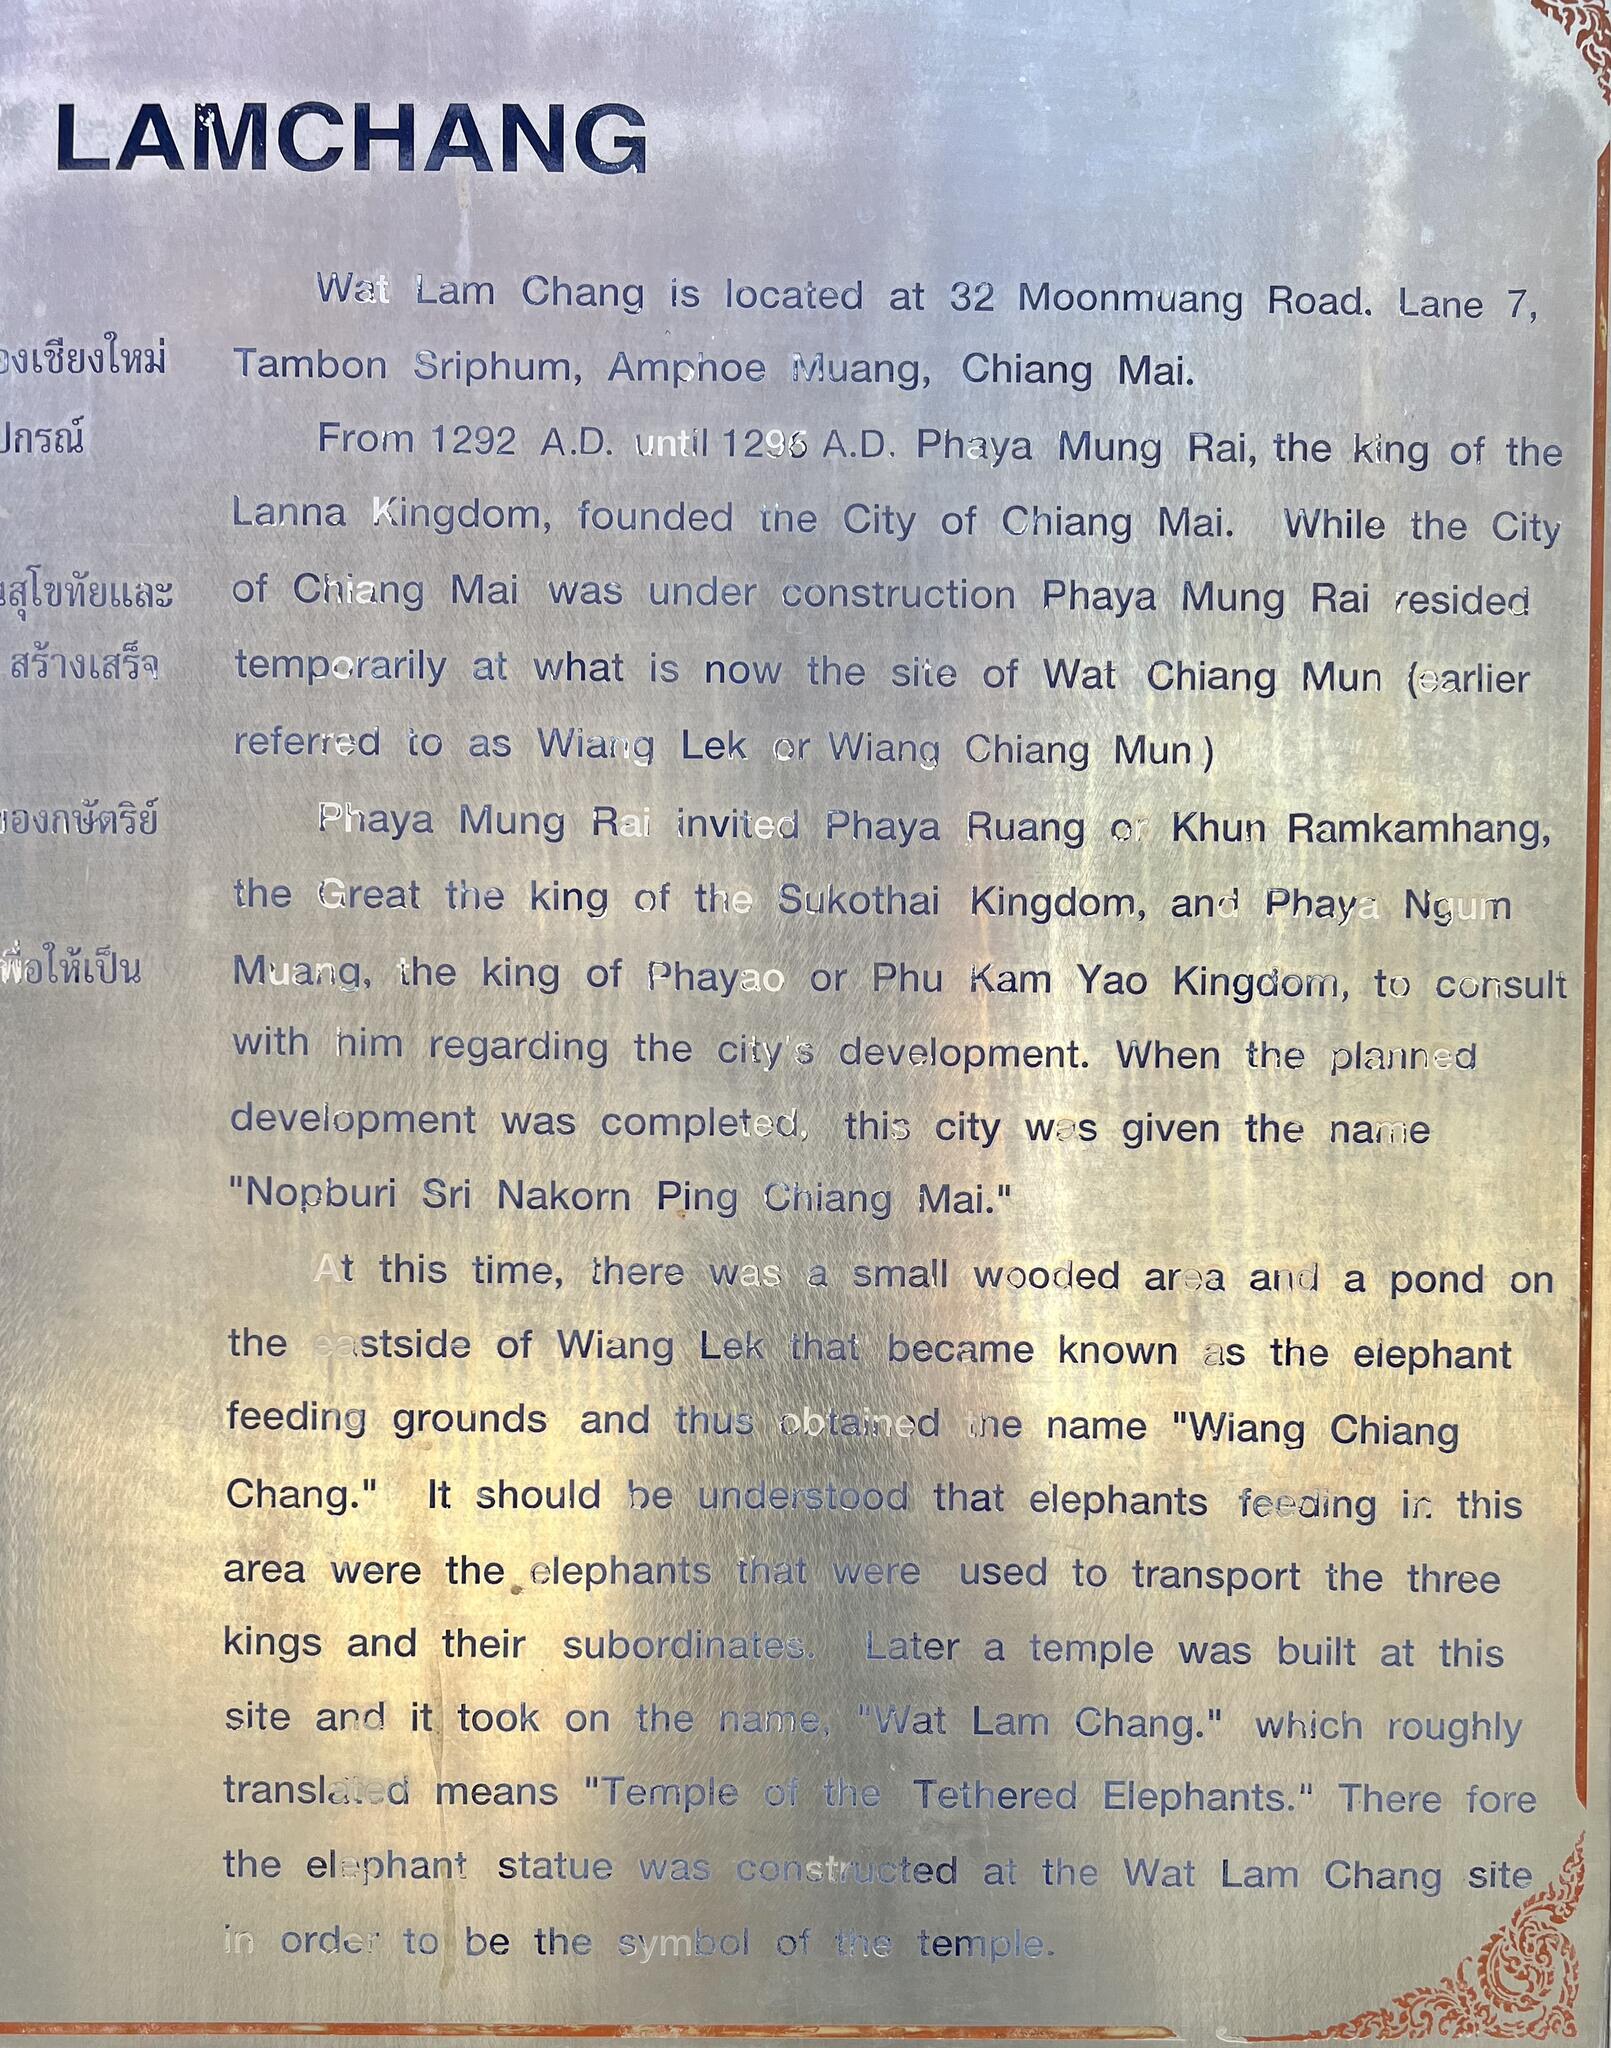 LAMCHANG
Wat Lam Chang is located at 32 Moonmuang Road. Lane 7,
Tambon Sriphum, Amphoe Muang, Chiang Mai.
From 1292 A.D. until 1296 A.D. Phaya Mung Rai, the king of the
Lanna Kingdom, founded the City of Chiang Mai. While the City
of Chiang Mai was under construction Phaya Mung Rai resided
temporarily at what is now the site of Wat Chiang Mun (earlier
referred to as Wiang Lek or Wiang Chiang Mun)
Phaya Mung Rai invited Phaya Ruang or Khun Ramkamhang,
the Great the king of the Sukothai Kingdom, and Phaya Ngum
Muang, the king of Phayao or Phu Kam Yao Kingdom, to consult
with him regarding the city's development. When the planned
development was completed, this city was given the name
"Nopburi Sri Nakorn Ping Chiang Mai."
At this time, there was a small wooded area and a pond on
the eastside of Wiang Lek that became known as the elephant
feeding grounds and thus obtained the name "Wiang Chiang
Chang." It should be understood that elephants feeding in this
area were the elephants that were used to transport the three
kings and their subordinates. Later a temple was built at this
site and it took on the name, "Wat Lam Chang." which roughly
translated means "Temple of the Tethered Elephants." There fore
the elephant statue was constructed at the Wat Lam Chang site
in order to be the symbol of the temple.
องเชียงใหม่
ปกรณ์
สุโขทัยและ
สร้างเสร็จ
ของกษัตริย์
พื่อให้เป็น